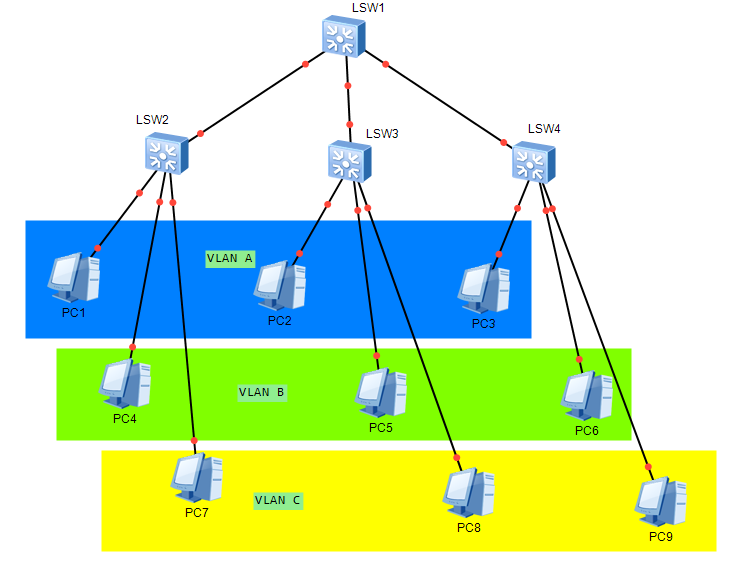 LSW1
LSW2
LSW3
LSW4
VLAN A
PC1
PC2
PC3
VLAN B
PC4
PC5
PC6
VLAN C
PC7
PC8
PC9